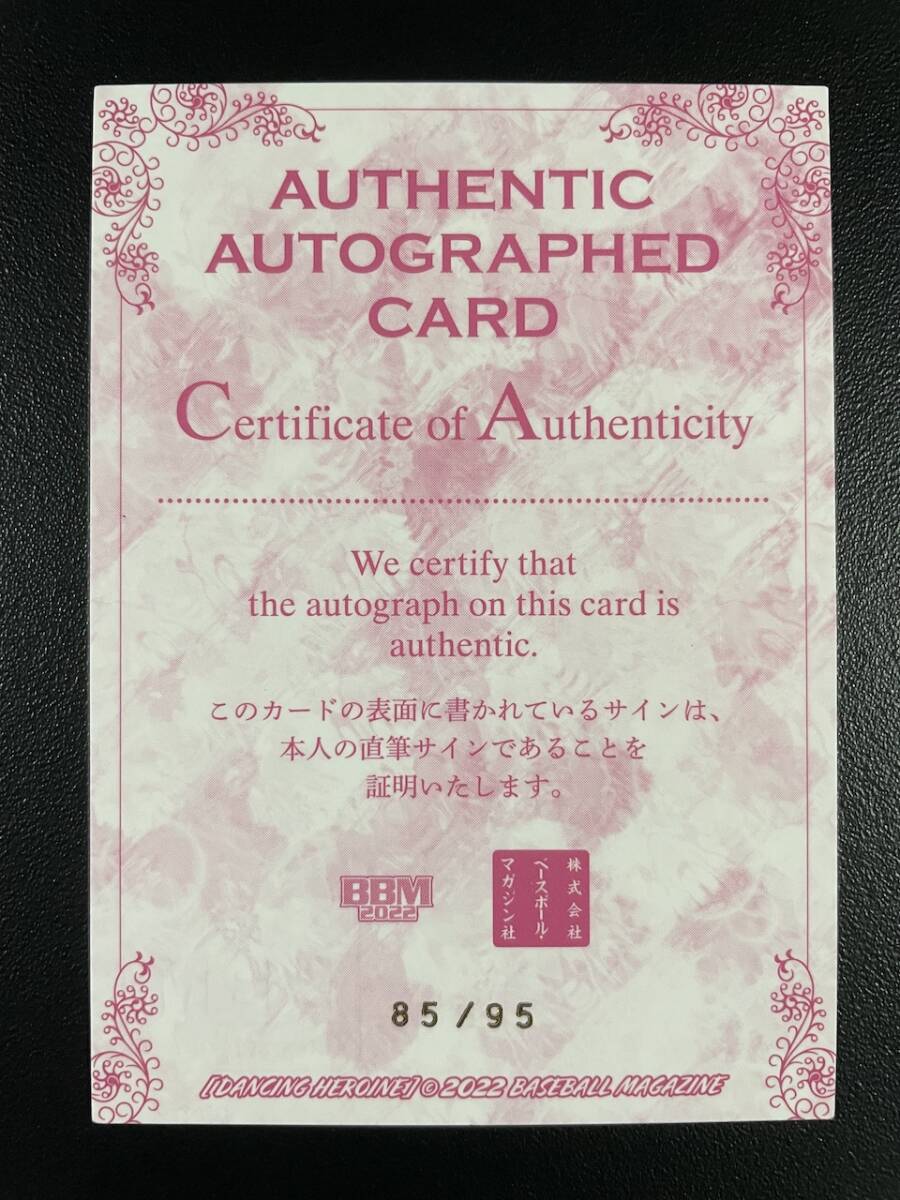 AUTHENTIC
AUTOGRAPHED
CARD
Certificate of Authenticity
We certify that
the autograph on this card is
authentic.
このカードの表面に書かれているサインは、
本人の直筆サインであることを
証明いたします。
BBM
2022
株式会社
ベースボール・
マガジン社
85/95
[DANCING HEROINE] © 2022 BASEBALL MAGAZINE